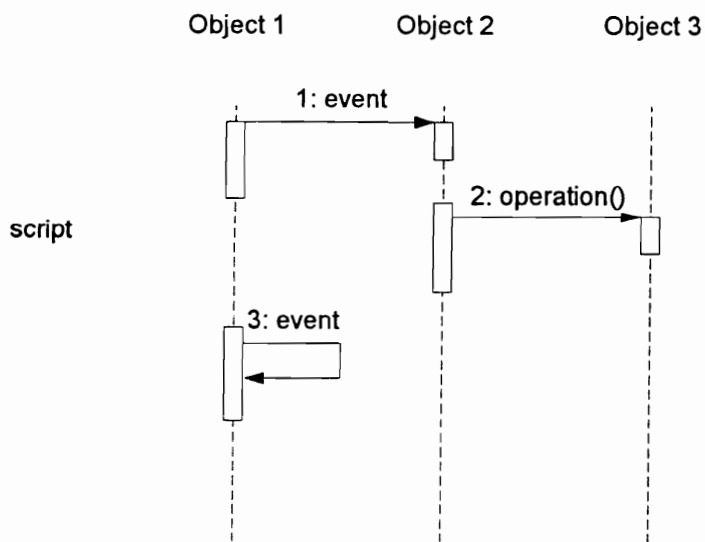 Object 1 Object 2 Object 3
1: event
2: operation()
script
3: event